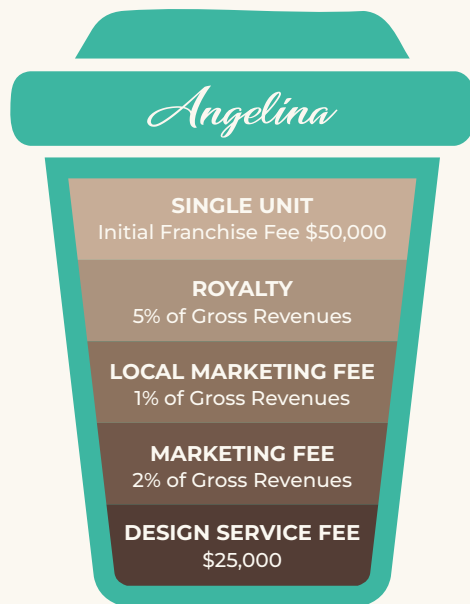 Angelina
SINGLE UNIT
Initial Franchise Fee $50,000
ROYALTY
5% of Gross Revenues
LOCAL MARKETING FEE
1% of Gross Revenues
MARKETING FEE
2% of Gross Revenues
DESIGN SERVICE FEE
$25,000